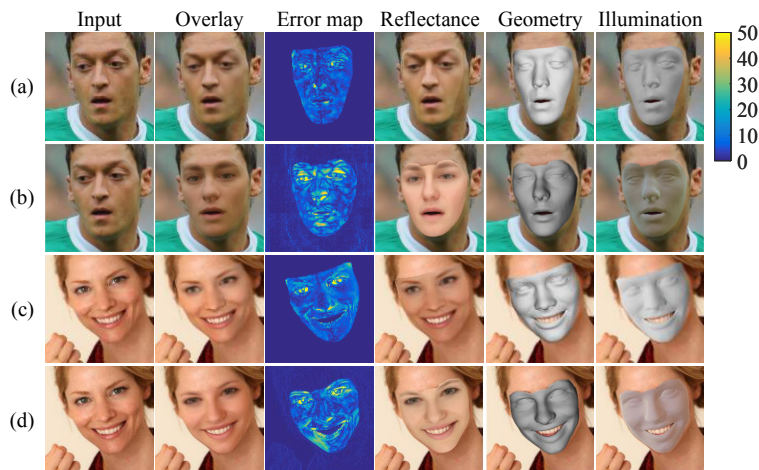 Input Overlay Error map Reflectance Geometry Illumination
50
40
30
20
10
0
(a)
(b)
(c)
(d)